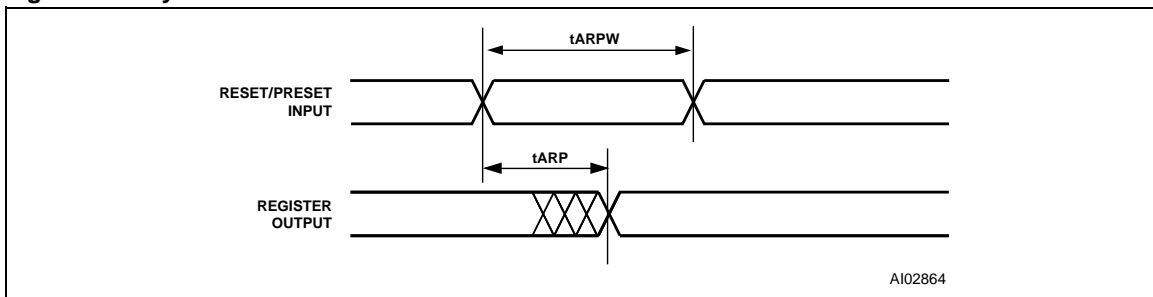 tARPW
RESET/PRESET
INPUT
tARP
REGISTER
OUTPUT
AI02864